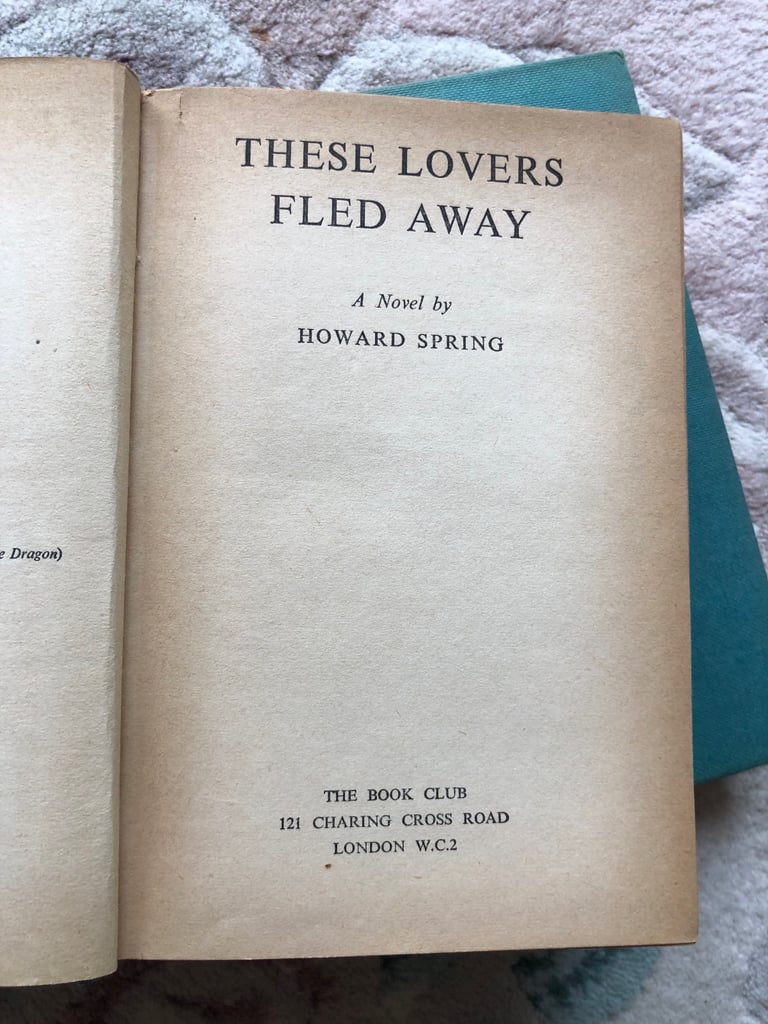 THESE LOVERS
FLED AWAY
A Novel by
HOWARD SPRING
Dragon)
THE BOOK CLUB
121 CHARING CROSS ROAD
LONDON W.C.2